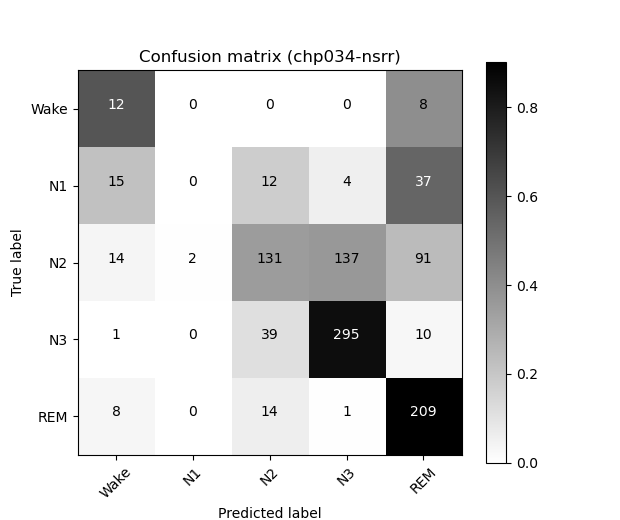 Confusion matrix (chp034-nsrr)
Wake 12 0 0 0 8
N1 15 0 12 4 37
N2 14 2 131 137 91
N3 1 0 39 295 10
REM 8 0 14 1 209
Wake N1 N2 N3 REM
Predicted label
True label
0.8
0.6
0.4
0.2
0.0